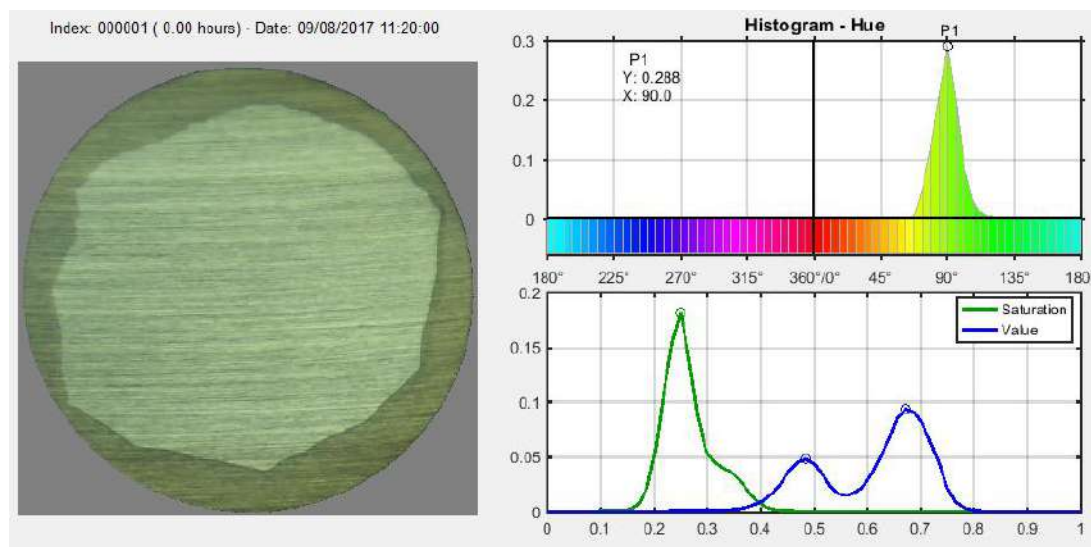 Index: 000001 ( 0.00 hours) - Date: 09/08/2017 11:20:00
Histogram - Hue
P1
0.3
P1
Y: 0.288
X: 90.0
0.2
0.1
0
180° 225° 270° 315° 360°/0° 45° 90° 135° 180
0.2
Saturation
Value
0.15
0.1
0.05
0
0 0.1 0.2 0.3 0.4 0.5 0.6 0.7 0.8 0.9 1